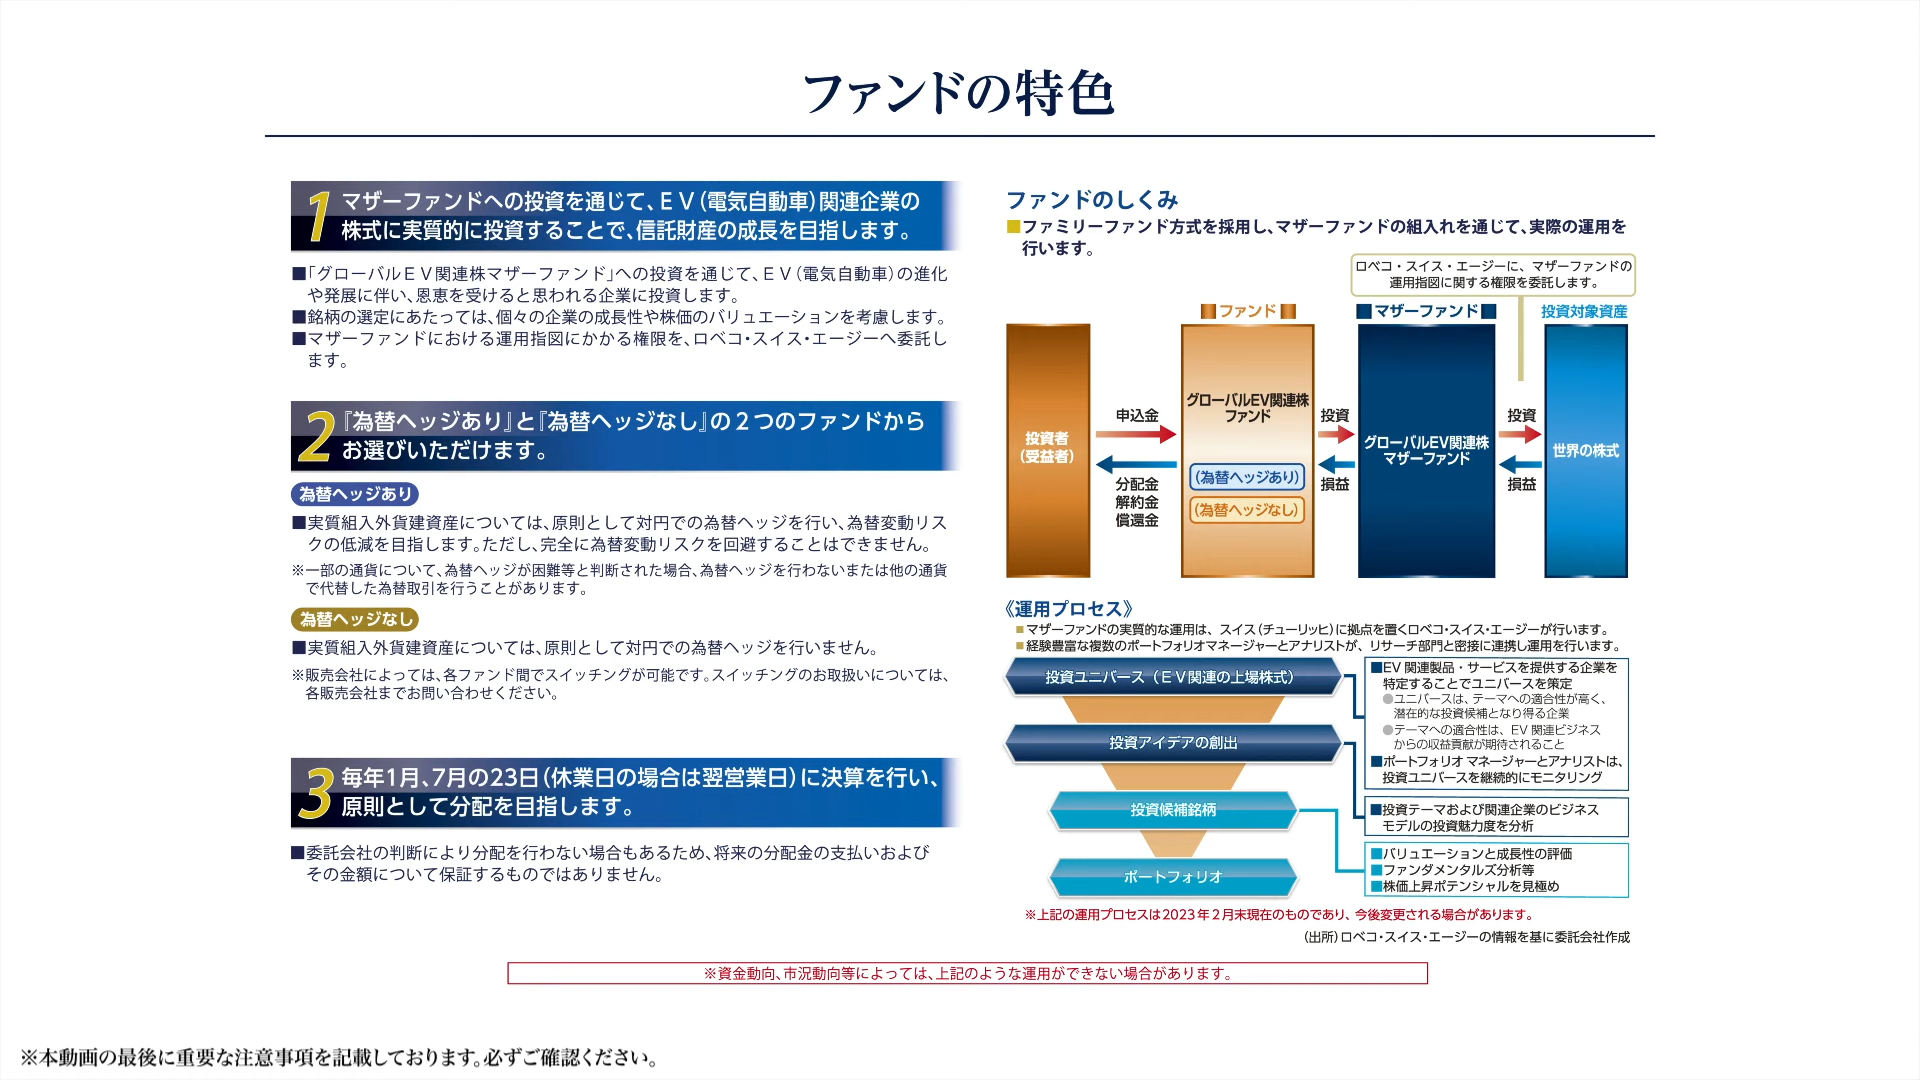 ファンドの特色
1 マザーファンドへの投資を通じて、ＥＶ（電気自動車）関連企業の
株式に実質的に投資することで、信託財産の成長を目指します。
■「グローバルＥＶ関連株マザーファンド」への投資を通じて、ＥＶ（電気自動車）の進化
や発展に伴い、恩恵を受けると思われる企業に投資します。
■銘柄の選定にあたっては、個々の企業の成長性や株価のバリュエーションを考慮します。
■マザーファンドにおける運用指図にかかる権限を、ロベコ・スイス・エージーへ委託し
ます。
2 『為替ヘッジあり』と『為替ヘッジなし』の２つのファンドから
お選びいただけます。
為替ヘッジあり
■実質組入外貨建資産については、原則として対円での為替ヘッジを行い、為替変動リス
クの低減を目指します。ただし、完全に為替変動リスクを回避することはできません。
※一部の通貨について、為替ヘッジが困難等と判断された場合、為替ヘッジを行わないまたは他の通貨
で代替した為替取引を行うことがあります。
為替ヘッジなし
■実質組入外貨建資産については、原則として対円での為替ヘッジを行いません。
※販売会社によっては、各ファンド間でスイッチングが可能です。スイッチングのお取扱いについては、
各販売会社までお問い合わせください。
3 毎年1月、7月の23日（休業日の場合は翌営業日）に決算を行い、
原則として分配を目指します。
■委託会社の判断により分配を行わない場合もあるため、将来の分配金の支払いおよび
その金額について保証するものではありません。
ファンドのしくみ
■ファミリーファンド方式を採用し、マザーファンドの組入れを通じて、実際の運用を
行います。
ロベコ・スイス・エージーに、マザーファンドの
運用指図に関する権限を委託します。
ファンド
マザーファンド
投資対象資産
投資者
（受益者）
申込金
分配金
解約金
償還金
グローバルEV関連株
ファンド
（為替ヘッジあり）
（為替ヘッジなし）
投資
損益
グローバルEV関連株
マザーファンド
投資
損益
世界の株式
《運用プロセス》
■マザーファンドの実質的な運用は、スイス（チューリッヒ）に拠点を置くロベコ・スイス・エージーが行います。
■経験豊富な複数のポートフォリオマネージャーとアナリストが、リサーチ部門と密接に連携し運用を行います。
投資ユニバース（ＥＶ関連の上場株式）
投資アイデアの創出
投資候補銘柄
ポートフォリオ
■EV 関連製品・サービスを提供する企業を
特定することでユニバースを策定
●ユニバースは、テーマへの適合性が高く、
潜在的な投資候補となり得る企業
●テーマへの適合性は、EV 関連ビジネス
からの収益貢献が期待されること
■ポートフォリオ マネージャーとアナリストは、
投資ユニバースを継続的にモニタリング
■投資テーマおよび関連企業のビジネス
モデルの投資魅力度を分析
■バリュエーションと成長性の評価
■ファンダメンタルズ分析等
■株価上昇ポテンシャルを見極め
※上記の運用プロセスは2023年２月末現在のものであり、今後変更される場合があります。
（出所）ロベコ・スイス・エージーの情報を基に委託会社作成
※資金動向、市況動向等によっては、上記のような運用ができない場合があります。
※本動画の最後に重要な注意事項を記載しております。必ずご確認ください。